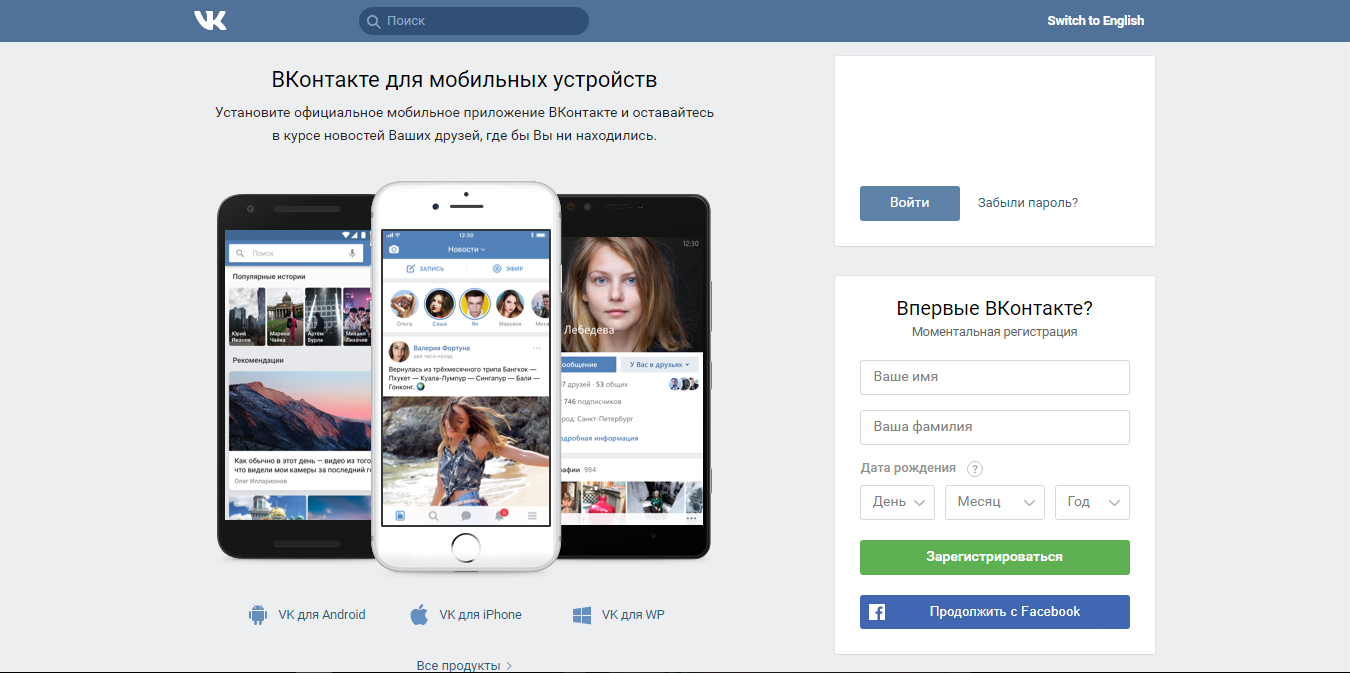 VK
Поиск
Switch to English
ВКонтакте для мобильных устройств
Установите официальное мобильное приложение ВКонтакте и оставайтесь
в курсе новостей Ваших друзей, где бы Вы ни находились.
Поиск
Популярные истории
Юрий
Иванов
Марина
Чайка
Артём
Бурла
Михаил
Лихачев
Рекомендации
Как обычно в этот день — видео из того
что видели мои камеры за последний г
Олег Илларионов
12:30
Новости
ЗАПИСЬ
ЭФИР
Ольга
Саша
Ян
Марьяна
Миха
Валерия Фортуна
два часа назад
Вернулась из трёхмесячного трипа Бангкок —
Пхукет — Куала-Лумпур — Сингапур — Бали —
Гонконг.
12:30
Лебедева
ообщение
У Вас в друзьях
7 друзей · 53 общих
746 подписчиков
род: Санкт-Петербург
одробная информация
рафии 984
VK для Android
VK для iPhone
VK для WP
Все продукты
Войти
Забыли пароль?
Впервые ВКонтакте?
Моментальная регистрация
Ваше имя
Ваша фамилия
Дата рождения ?
День
Месяц
Год
Зарегистрироваться
Продолжить с Facebook